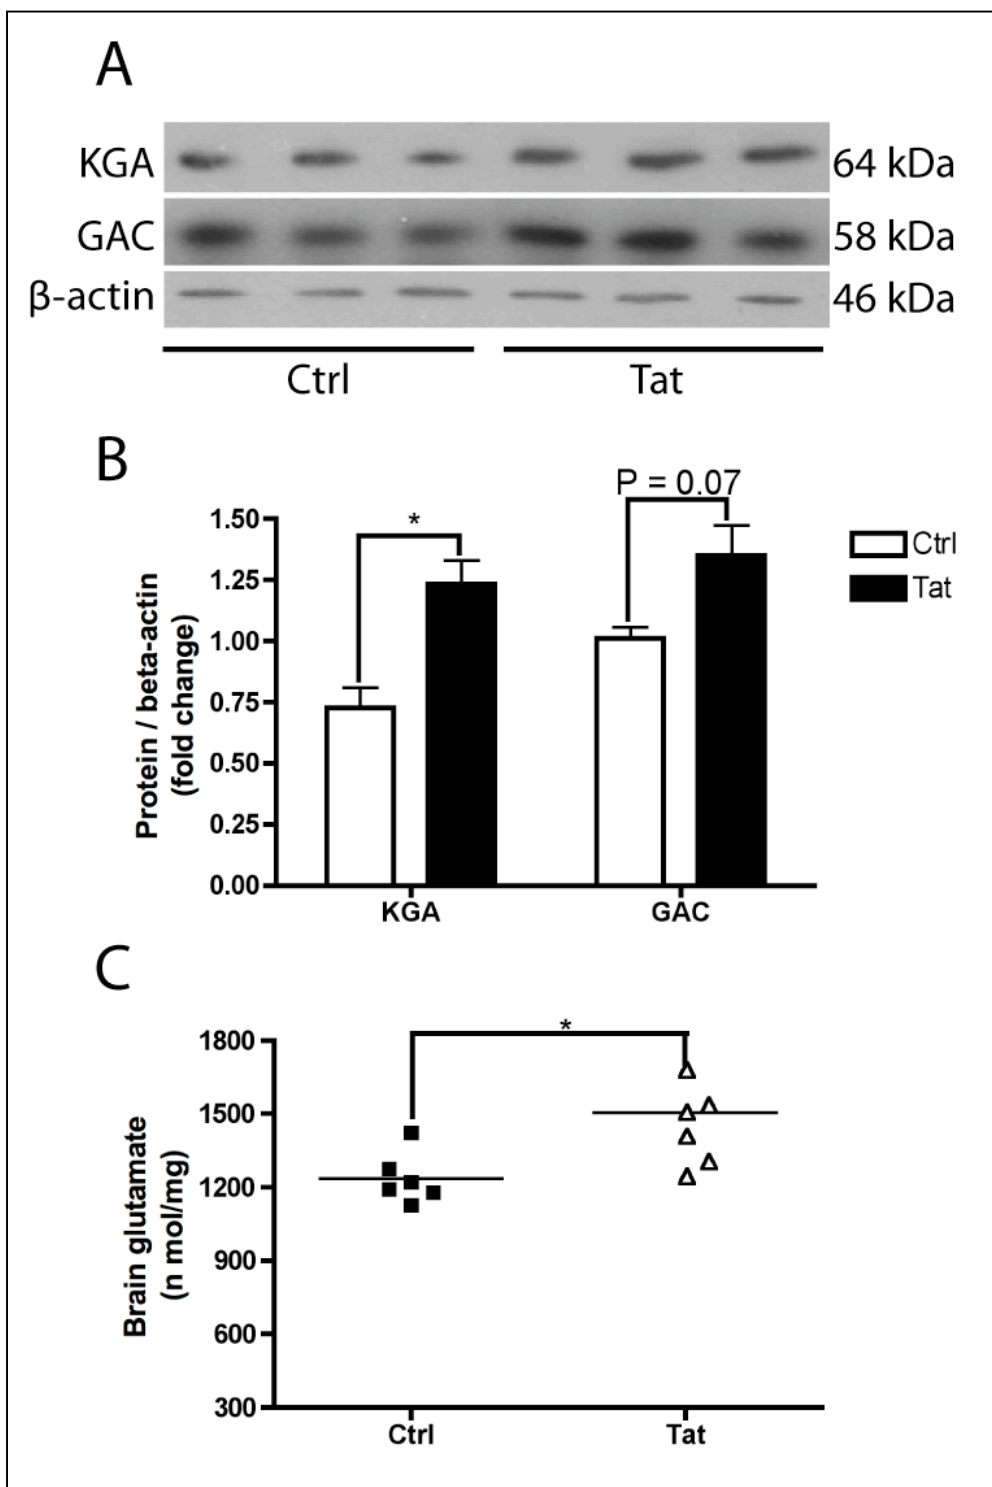 A
KGA 64 kDa
GAC 58 kDa
β-actin 46 kDa
Ctrl Tat
B
P = 0.07
*
1.50
1.25
1.00
0.75
0.50
0.25
0.00
Protein / beta-actin
(fold change)
KGA GAC
Ctrl
Tat
C
*
1800
1500
1200
900
600
300
Brain glutamate
(n mol/mg)
Ctrl Tat